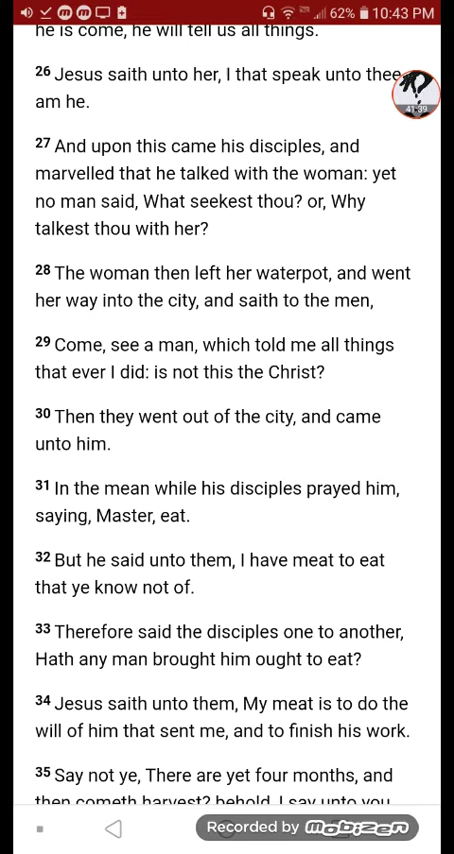 62% 10:43 PM
he is come, he will tell us all things.
26 Jesus saith unto her, I that speak unto thee
am he.
41:39
27 And upon this came his disciples, and
marvelled that he talked with the woman: yet
no man said, What seekest thou? or, Why
talkest thou with her?
28 The woman then left her waterpot, and went
her way into the city, and saith to the men,
29 Come, see a man, which told me all things
that ever I did: is not this the Christ?
30 Then they went out of the city, and came
unto him.
31 In the mean while his disciples prayed him,
saying, Master, eat.
32 But he said unto them, I have meat to eat
that ye know not of.
33 Therefore said the disciples one to another,
Hath any man brought him ought to eat?
34 Jesus saith unto them, My meat is to do the
will of him that sent me, and to finish his work.
35 Say not ye, There are yet four months, and
then cometh harvest? behold, I say unto you,
Recorded by mobizen